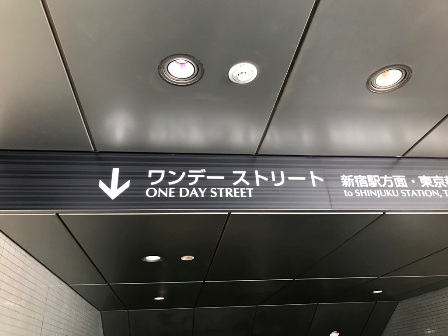 ワンデー ストリート
ONE DAY STREET
新宿駅方面・東京
to SHINJUKU STATION,